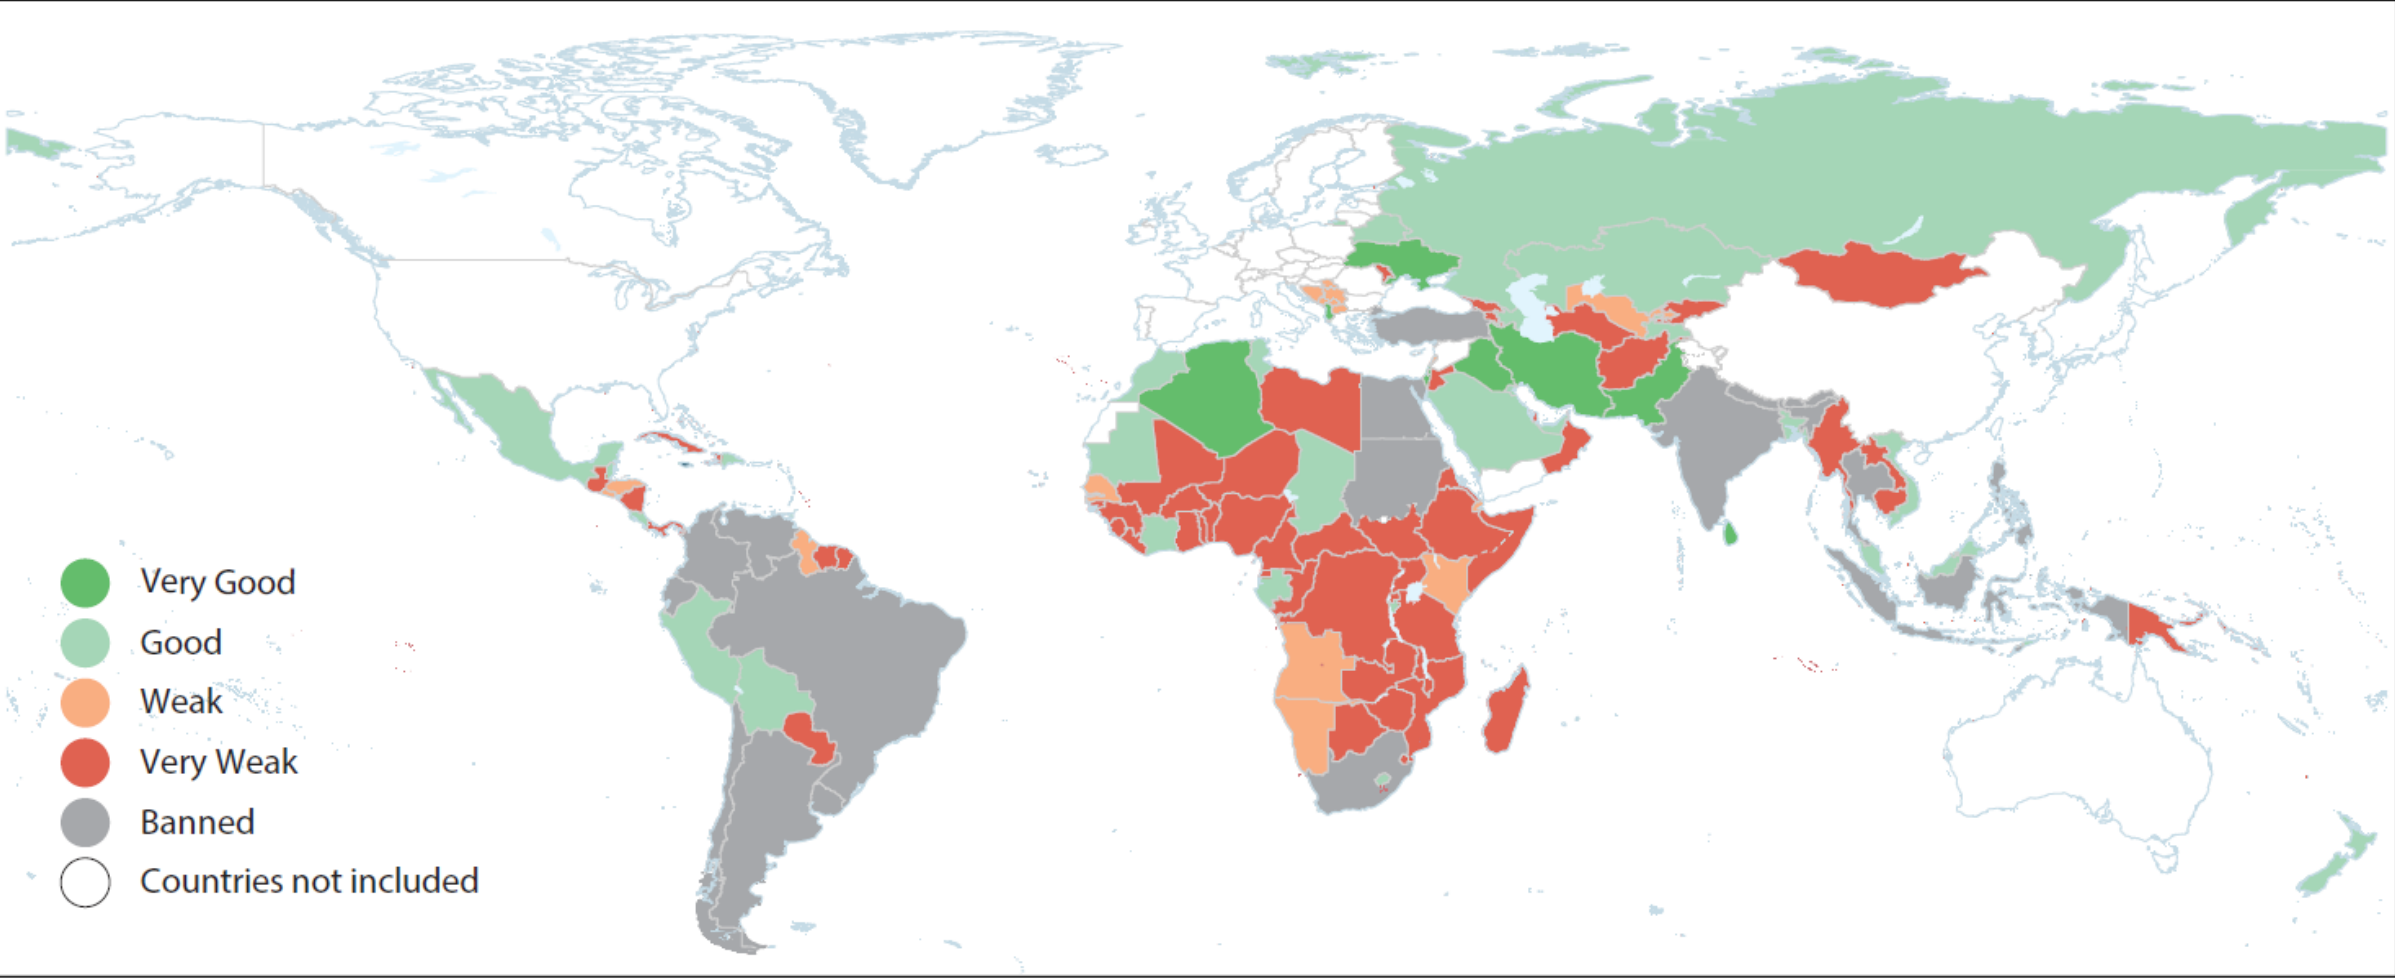 Very Good
Good
Weak
Very Weak
Banned
Countries not included